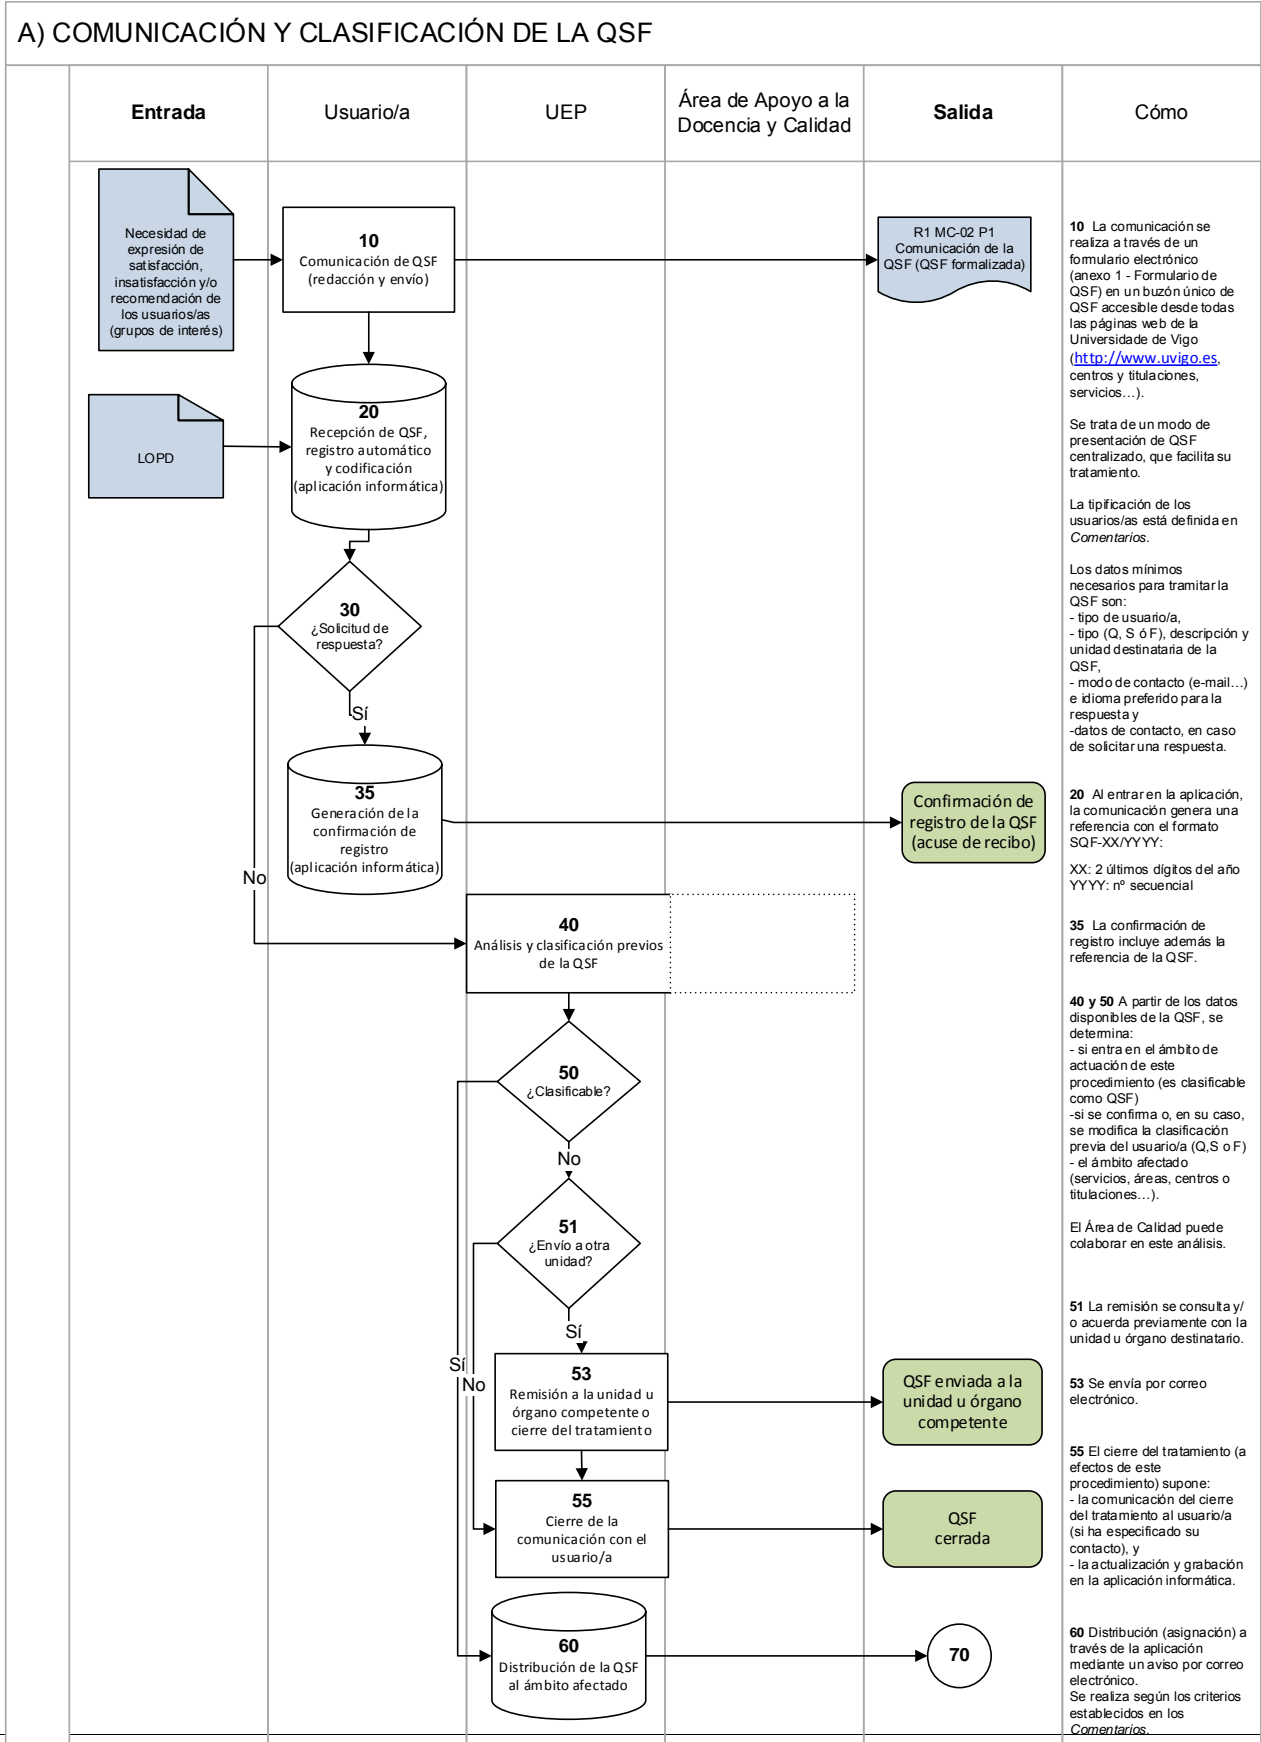 A) COMUNICACIÓN Y CLASIFICACIÓN DE LA QSF
Entrada
Usuario/a
UEP
Área de Apoyo a la
Docencia y Calidad
Salida
Cómo
Necesidad de
expresión de
satisfacción,
insatisfacción y/o
recomendación de
los usuarios/as
(grupos de interés)
10
Comunicación de QSF
(redacción y envío)
R1 MC-02 P1
Comunicación de la
QSF (QSF formalizada)
LOPD
20
Recepción de QSF,
registro automático
y codificación
(aplicación informática)
30
¿Solicitud de
respuesta?
Sí
No
35
Generación de la
confirmación de
registro
(aplicación informática)
Confirmación de
registro de la QSF
(acuse de recibo)
40
Análisis y clasificación previos
de la QSF
50
¿Clasificable?
No
Sí
51
¿Envío a otra
unidad?
Sí
No
53
Remisión a la unidad u
órgano competente o
cierre del tratamiento
QSF enviada a la
unidad u órgano
competente
55
Cierre de la
comunicación con el
usuario/a
QSF
cerrada
60
Distribución de la QSF
al ámbito afectado
70
10 La comunicación se
realiza a través de un
formulario electrónico
(anexo 1 - Formulario de
QSF) en un buzón único de
QSF accesible desde todas
las páginas web de la
Universidade de Vigo
(http://www.uvigo.es,
centros y titulaciones,
servicios…).
Se trata de un modo de
presentación de QSF
centralizado, que facilita su
tratamiento.
La tipificación de los
usuarios/as está definida en
Comentarios.
Los datos mínimos
necesarios para tramitar la
QSF son:
- tipo de usuario/a,
- tipo (Q, S ó F), descripción y
unidad destinataria de la
QSF,
- modo de contacto (e-mail…)
e idioma preferido para la
respuesta y
-datos de contacto, en caso
de solicitar una respuesta.
20 Al entrar en la aplicación,
la comunicación genera una
referencia con el formato
SQF-XX/YYYY:
XX: 2 últimos dígitos del año
YYYY: nº secuencial
35 La confirmación de
registro incluye además la
referencia de la QSF.
40 y 50 A partir de los datos
disponibles de la QSF, se
determina:
- si entra en el ámbito de
actuación de este
procedimiento (es clasificable
como QSF)
-si se confirma o, en su caso,
se modifica la clasificación
previa del usuario/a (Q,S o F)
- el ámbito afectado
(servicios, áreas, centros o
titulaciones…).
El Área de Calidad puede
colaborar en este análisis.
51 La remisión se consulta y/
o acuerda previamente con la
unidad u órgano destinatario.
53 Se envía por correo
electrónico.
55 El cierre del tratamiento (a
efectos de este
procedimiento) supone:
- la comunicación del cierre
del tratamiento al usuario/a
(si ha especificado su
contacto), y
- la actualización y grabación
en la aplicación informática.
60 Distribución (asignación) a
través de la aplicación
mediante un aviso por correo
electrónico.
Se realiza según los criterios
establecidos en los
Comentarios.